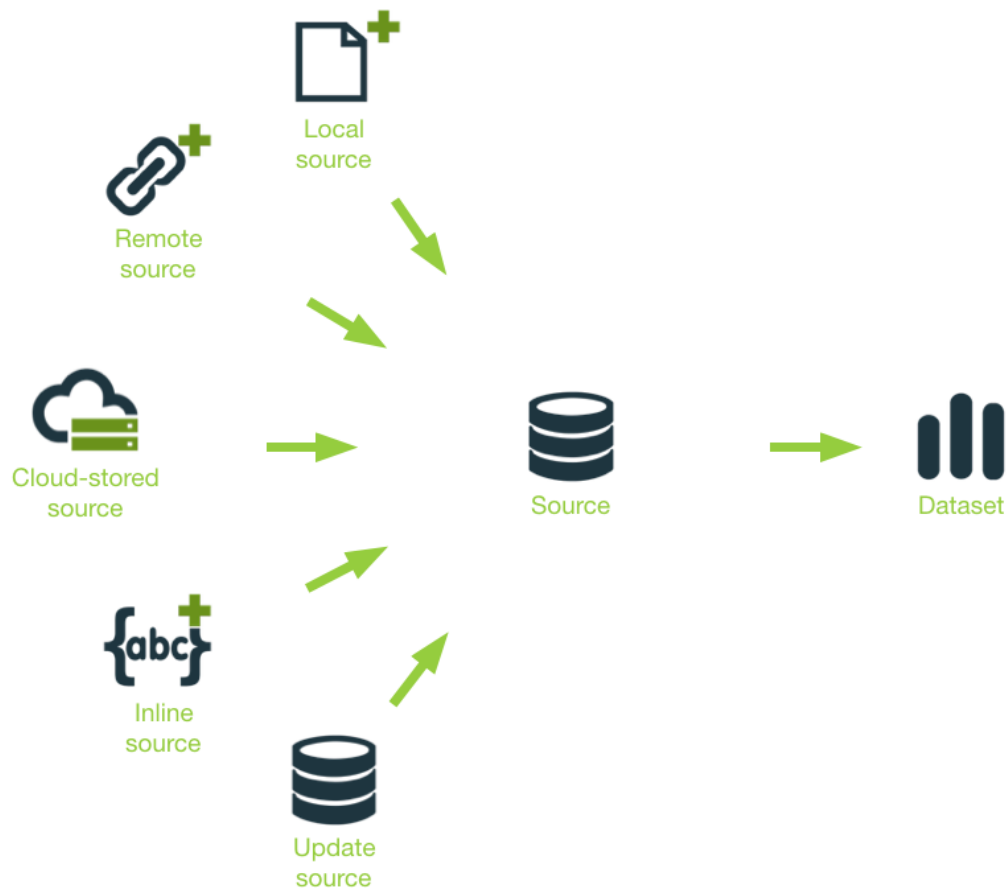 Local
source
Remote
source
Cloud-stored
source
Source
Dataset
{abc}
Inline
source
Update
source